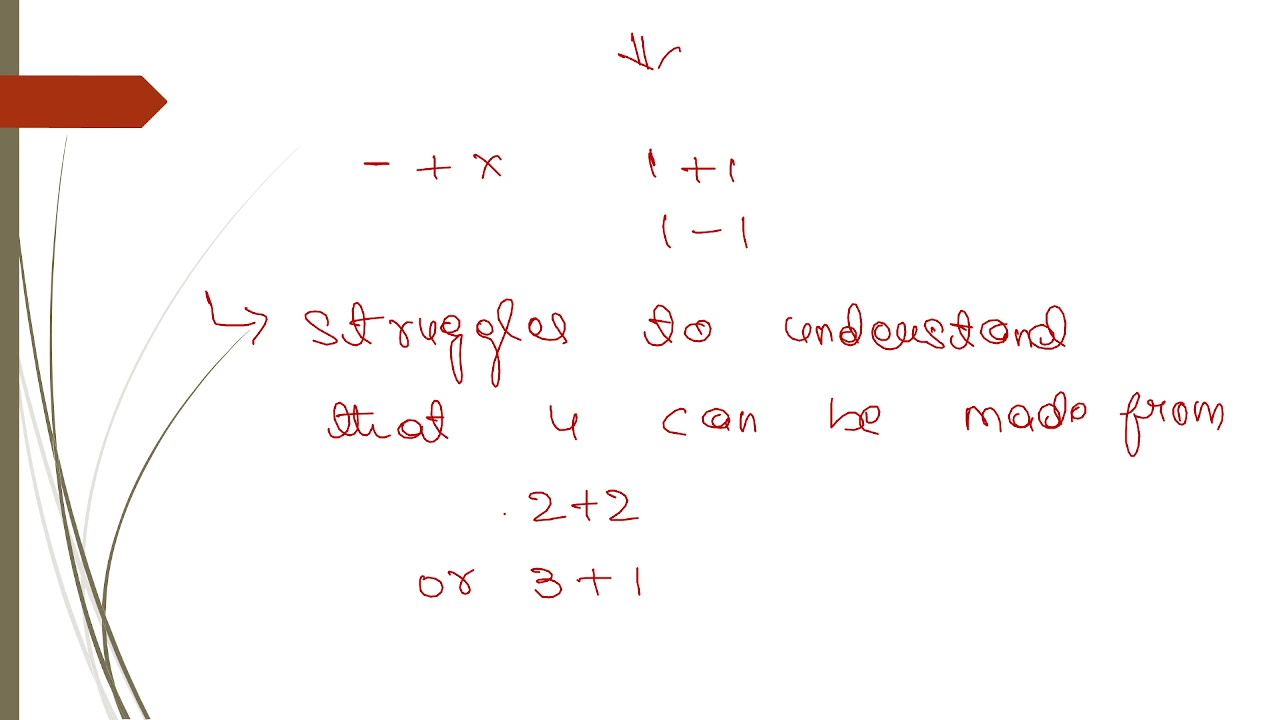 - + x 1 + 1
1 - 1
↳ struggles to understand
that 4 can be made from
2+2
or 3+1